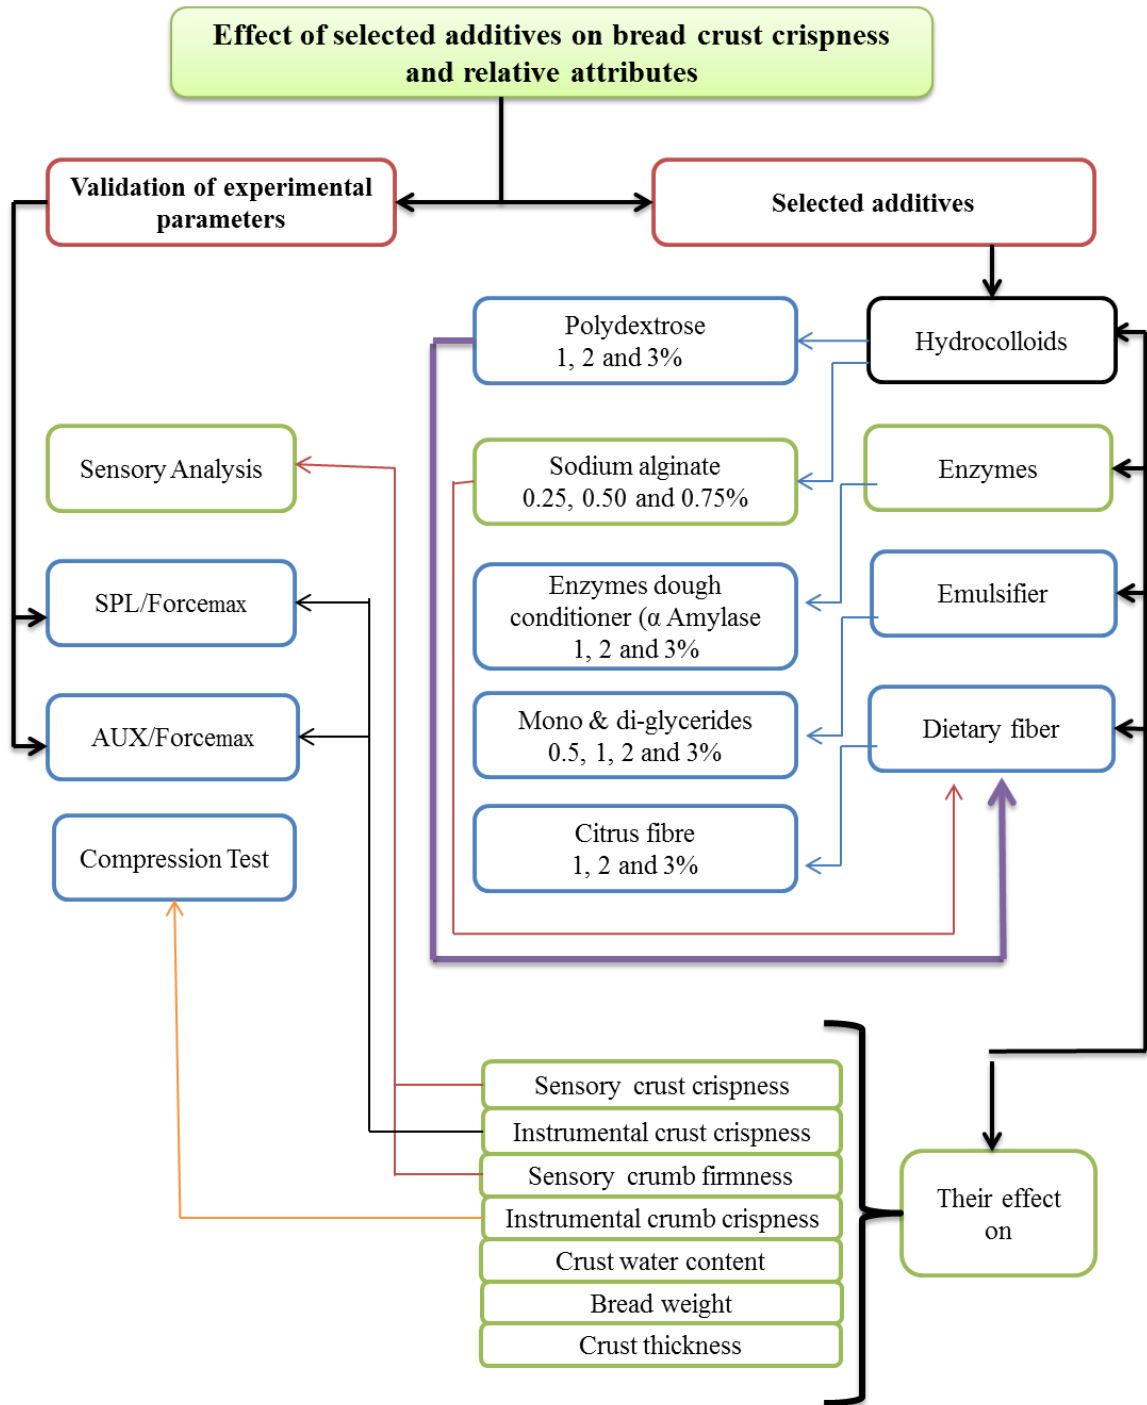 Effect of selected additives on bread crust crispness
and relative attributes
Validation of experimental
parameters
Selected additives
Polydextrose
1, 2 and 3%
Hydrocolloids
Sensory Analysis
Sodium alginate
0.25, 0.50 and 0.75%
Enzymes
SPL/Forcemax
Enzymes dough
conditioner (α Amylase
1, 2 and 3%
Emulsifier
AUX/Forcemax
Mono & di-glycerides
0.5, 1, 2 and 3%
Dietary fiber
Compression Test
Citrus fibre
1, 2 and 3%
Sensory crust crispness
Instrumental crust crispness
Sensory crumb firmness
Instrumental crumb crispness
Crust water content
Bread weight
Crust thickness
Their effect
on